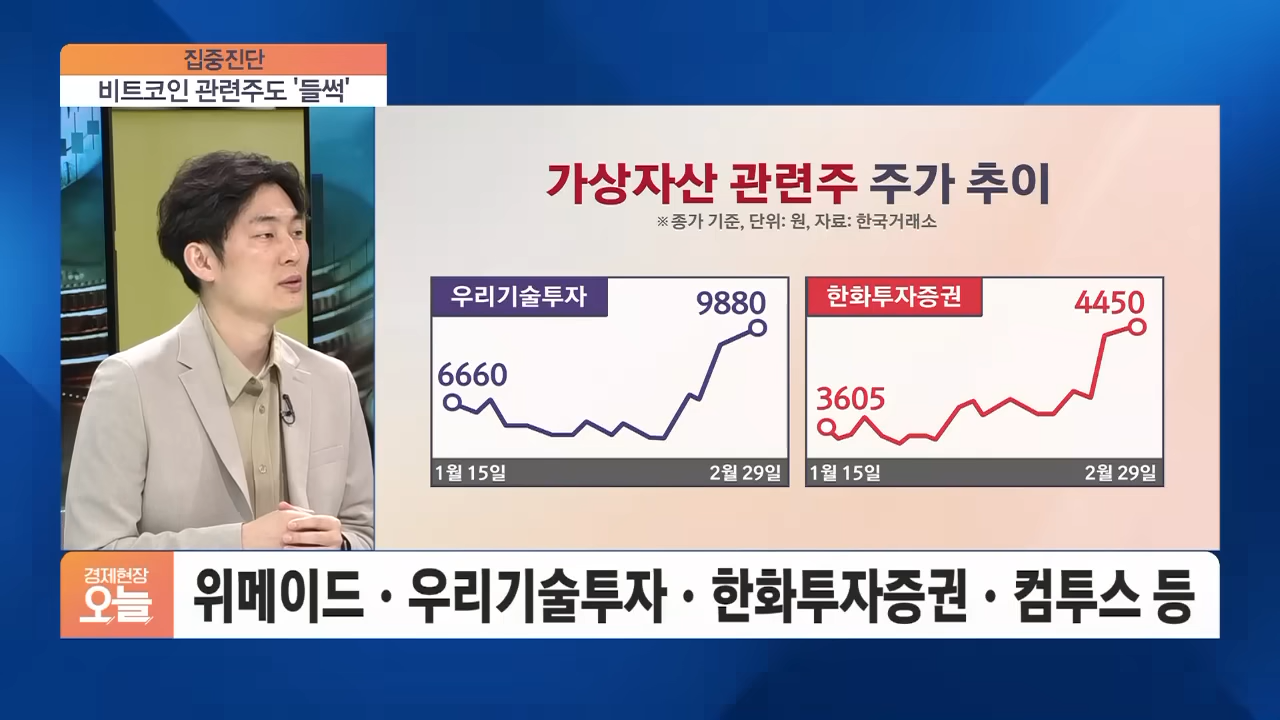 집중진단
비트코인 관련주도 '들썩'
가상자산 관련주 주가 추이
※ 종가 기준, 단위: 원, 자료: 한국거래소
우리기술투자
9880
6660
1월 15일
2월 29일
한화투자증권
4450
3605
1월 15일
2월 29일
경제현장
오늘
위메이드 · 우리기술투자 · 한화투자증권 · 컴투스 등